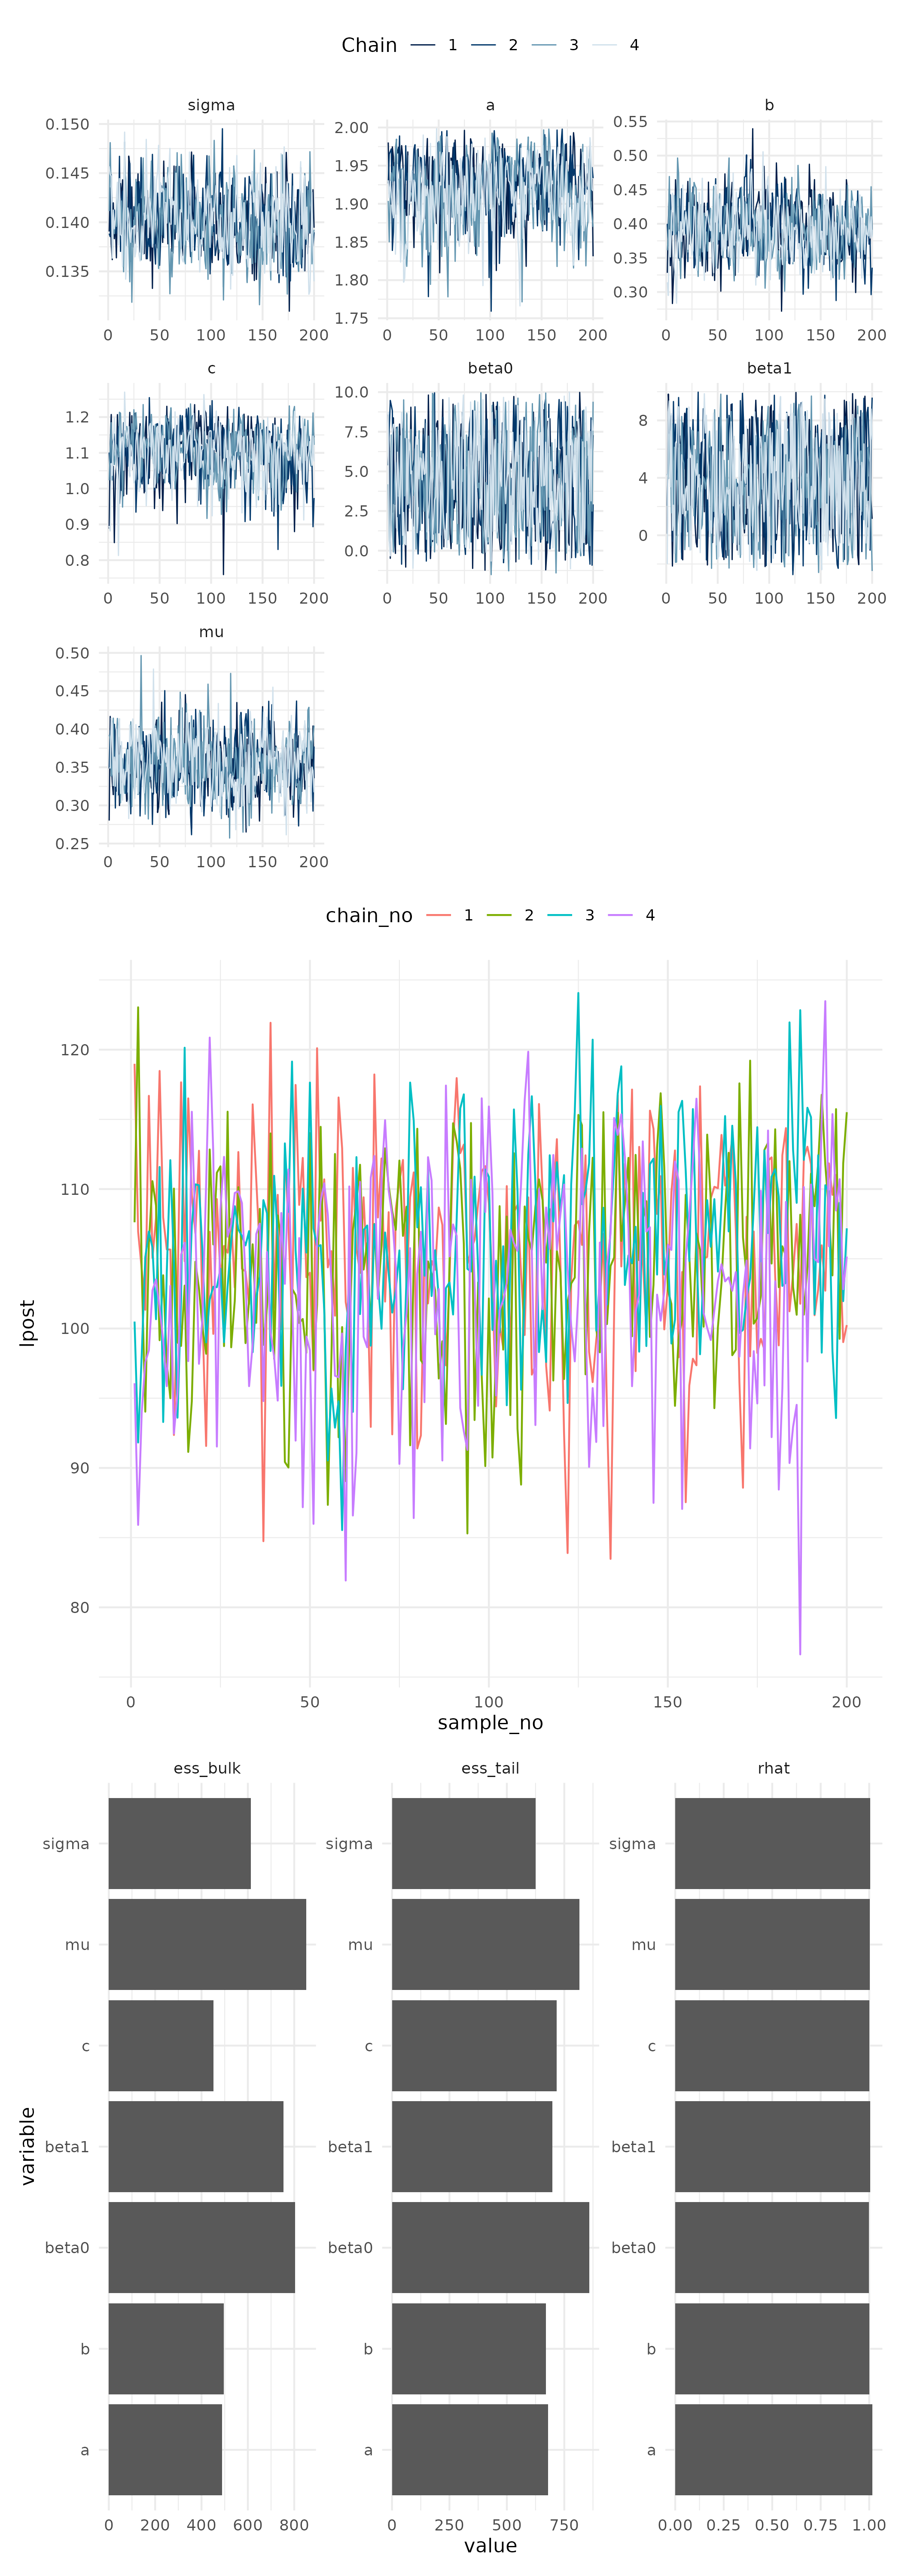 Chain 1 2 3 4
sigma a b
0.150
0.145
0.140
0.135
2.00
1.95
1.90
1.85
1.80
1.75
0.55
0.50
0.45
0.40
0.35
0.30
0 50 100 150 200 0 50 100 150 200 0 50 100 150 200
c beta0 beta1
1.2
1.1
1.0
0.9
0.8
10.0
7.5
5.0
2.5
0.0
8
4
0
0 50 100 150 200 0 50 100 150 200 0 50 100 150 200
mu
0.50
0.45
0.40
0.35
0.30
0.25
0 50 100 150 200
chain_no 1 2 3 4
lpost
120
110
100
90
80
0 50 100 150 200
sample_no
ess_bulk ess_tail rhat
variable
sigma sigma sigma
mu mu mu
c c c
beta1 beta1 beta1
beta0 beta0 beta0
b b b
a a a
0 200 400 600 800 0 250 500 750 0.00 0.25 0.50 0.75 1.00
value